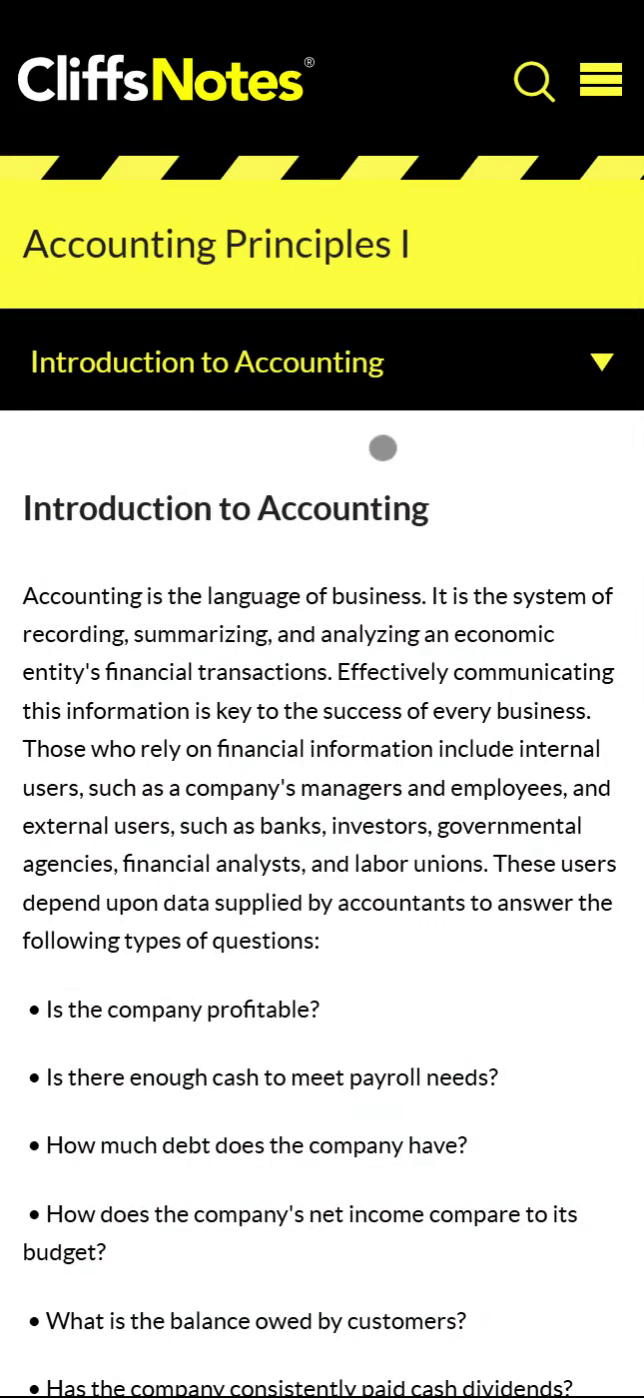 CliffsNotes®
Accounting Principles I
Introduction to Accounting
Introduction to Accounting
Accounting is the language of business. It is the system of
recording, summarizing, and analyzing an economic
entity's financial transactions. Effectively communicating
this information is key to the success of every business.
Those who rely on financial information include internal
users, such as a company's managers and employees, and
external users, such as banks, investors, governmental
agencies, financial analysts, and labor unions. These users
depend upon data supplied by accountants to answer the
following types of questions:
• Is the company profitable?
• Is there enough cash to meet payroll needs?
• How much debt does the company have?
• How does the company's net income compare to its
budget?
• What is the balance owed by customers?
• Has the company consistently paid cash dividends?